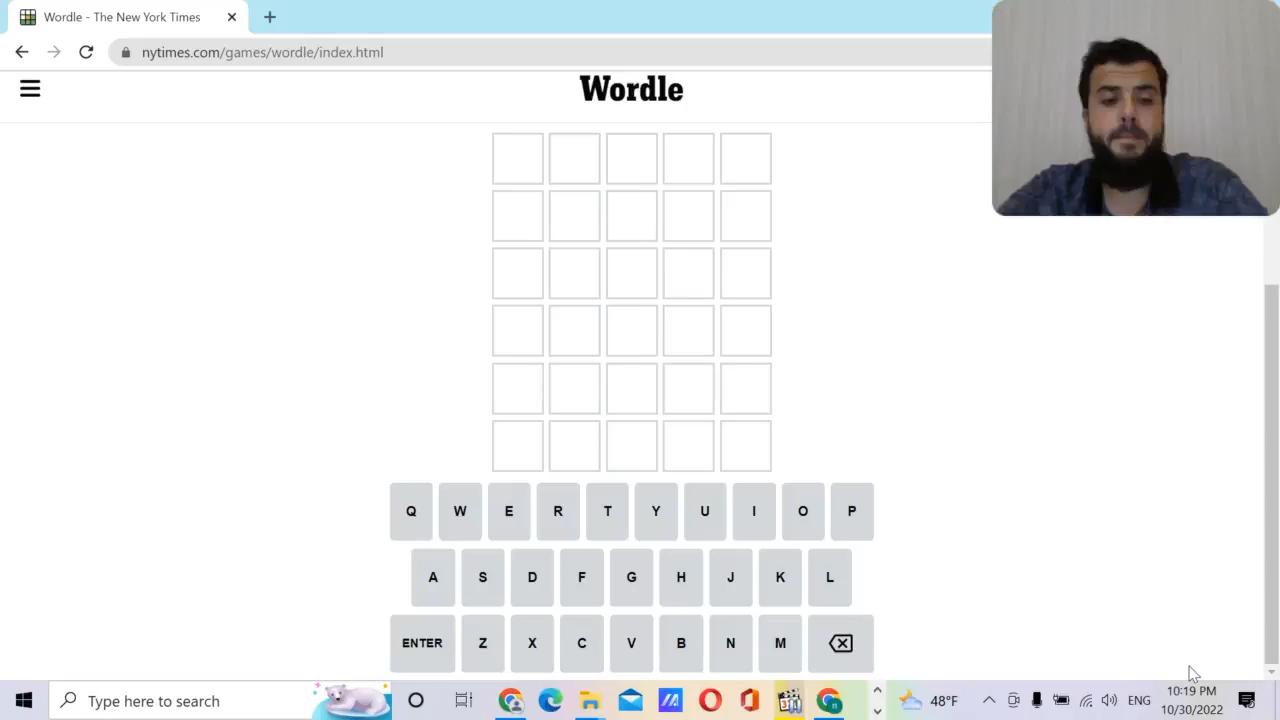 Wordle - The New York Times
nytimes.com/games/wordle/index.html
Wordle
Q W E R T Y U I O P
A S D F G H J K L
ENTER Z X C V B N M
Type here to search
48°F
ENG
10:19 PM
10/30/2022